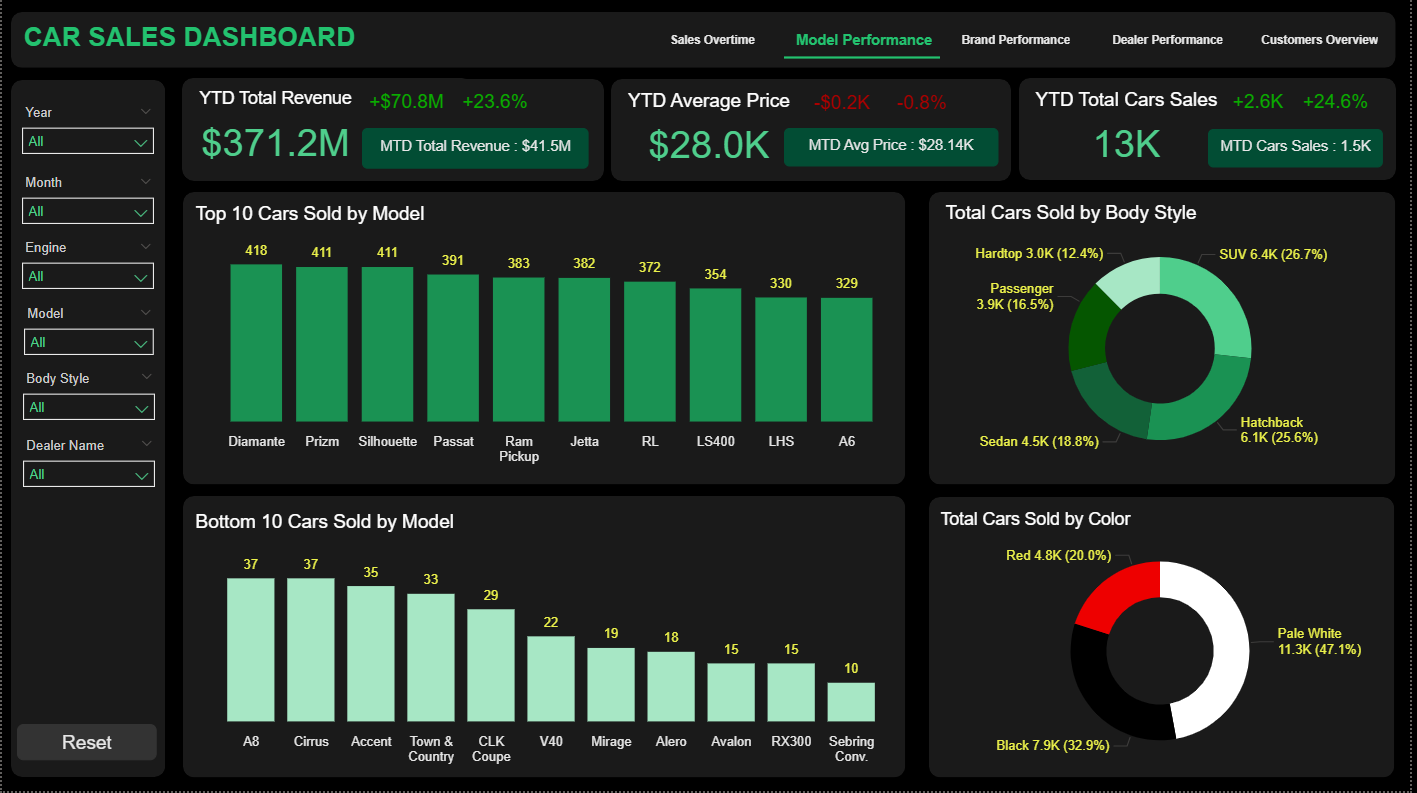 CAR SALES DASHBOARD
Sales Overtime
Model Performance
Brand Performance
Dealer Performance
Customers Overview
Year
All
Month
All
Engine
All
Model
All
Body Style
All
Dealer Name
All
Reset
YTD Total Revenue
+$70.8M
+23.6%
$371.2M
MTD Total Revenue : $41.5M
YTD Average Price
-$0.2K
-0.8%
$28.0K
MTD Avg Price : $28.14K
YTD Total Cars Sales
+2.6K
+24.6%
13K
MTD Cars Sales : 1.5K
Top 10 Cars Sold by Model
418
411
411
391
383
382
372
354
330
329
Diamante
Prizm
Silhouette
Passat
Ram
Pickup
Jetta
RL
LS400
LHS
A6
Total Cars Sold by Body Style
Hardtop 3.0K (12.4%)
SUV 6.4K (26.7%)
Passenger
3.9K (16.5%)
Hatchback
6.1K (25.6%)
Sedan 4.5K (18.8%)
Bottom 10 Cars Sold by Model
37
37
35
33
29
22
19
18
15
15
10
A8
Cirrus
Accent
Town &
Country
CLK
Coupe
V40
Mirage
Alero
Avalon
RX300
Sebring
Conv.
Total Cars Sold by Color
Red 4.8K (20.0%)
Pale White
11.3K (47.1%)
Black 7.9K (32.9%)